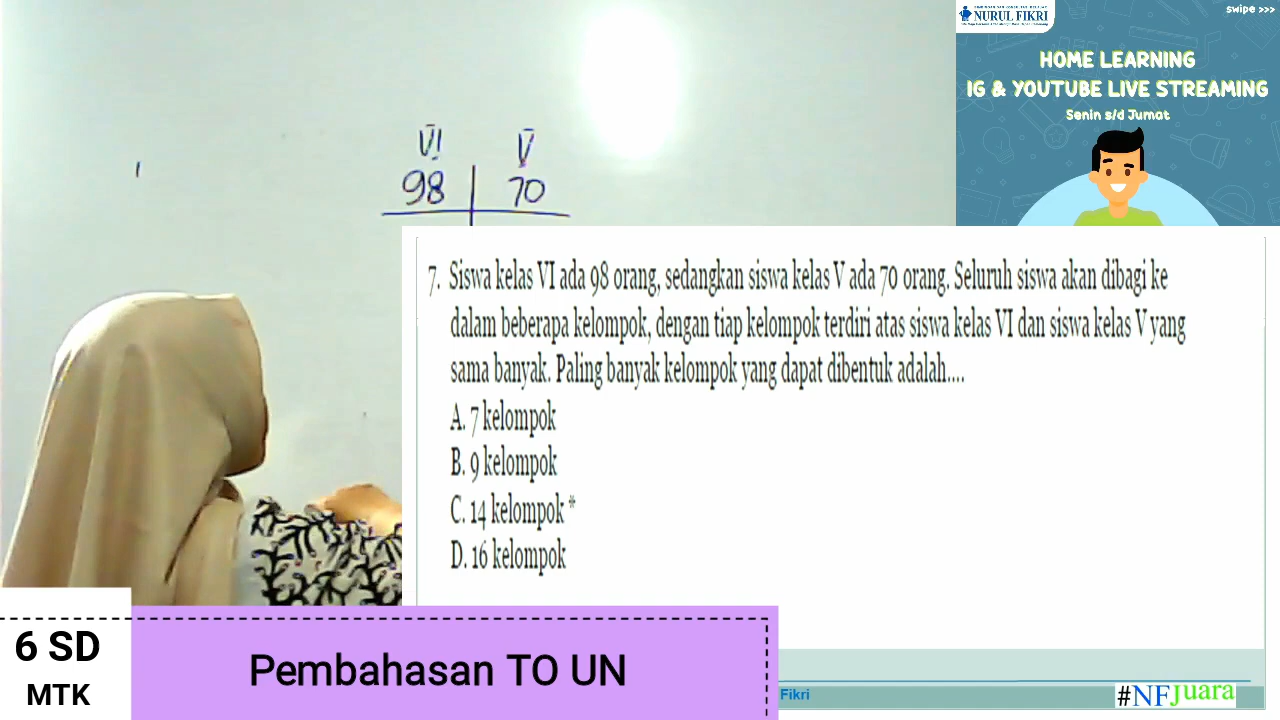 NURUL FIKRI
swipe >>>
HOME LEARNING
IG & YOUTUBE LIVE STREAMING
Senin s/d Jumat
VI V
98 70
7. Siswa kelas VI ada 98 orang, sedangkan siswa kelas V ada 70 orang. Seluruh siswa akan dibagi ke
dalam beberapa kelompok, dengan tiap kelompok terdiri atas siswa kelas VI dan siswa kelas V yang
sama banyak. Paling banyak kelompok yang dapat dibentuk adalah....
A. 7 kelompok
B. 9 kelompok
C. 14 kelompok *
D. 16 kelompok
6 SD
MTK
Pembahasan TO UN
Fikri
#NFJuara